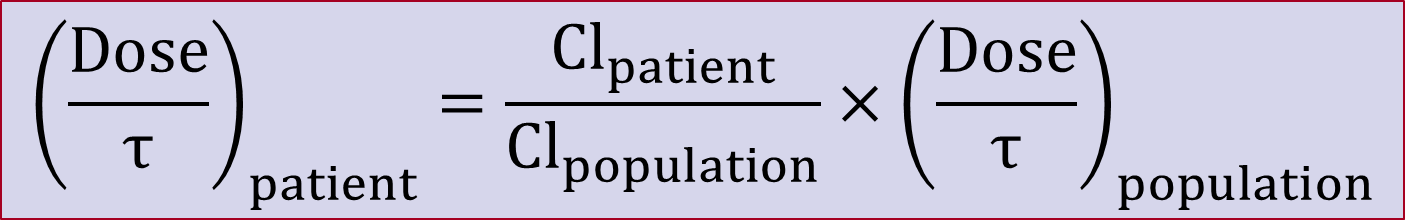 (Dose/τ)patient = Clpatient/Clpopulation × (Dose/τ)population